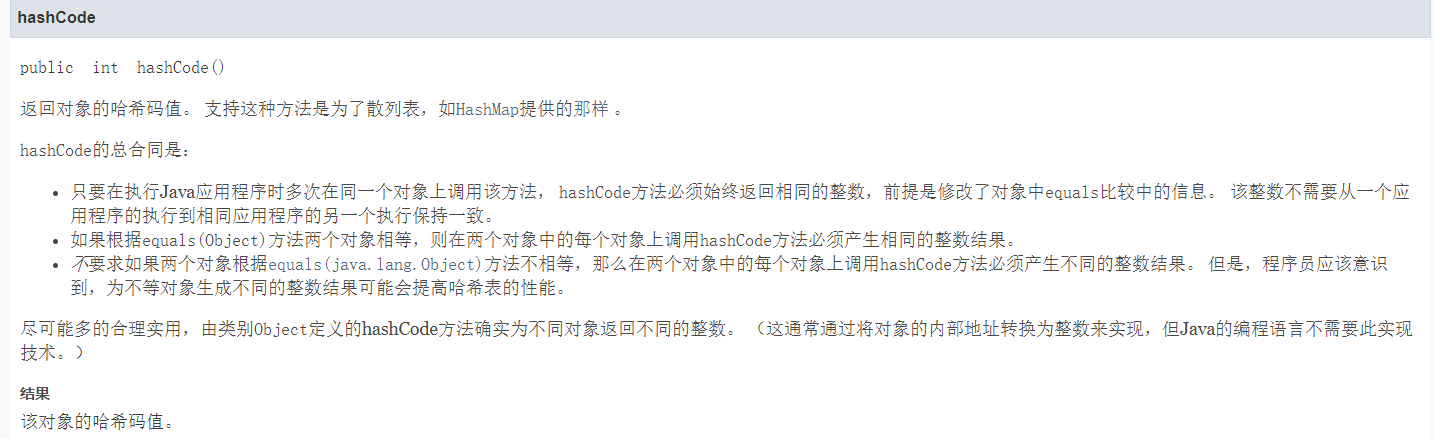 hashCode
public int hashCode()
返回对象的哈希码值。 支持这种方法是为了散列表，如HashMap提供的那样 。
hashCode的总合同是：
• 只要在执行Java应用程序时多次在同一个对象上调用该方法， hashCode方法必须始终返回相同的整数，前提是修改了对象中equals比较中的信息。 该整数不需要从一个应
用程序的执行到相同应用程序的另一个执行保持一致。
• 如果根据equals(Object)方法两个对象相等，则在两个对象中的每个对象上调用hashCode方法必须产生相同的整数结果。
• 不要求如果两个对象根据equals(java.lang.Object)方法不相等，那么在两个对象中的每个对象上调用hashCode方法必须产生不同的整数结果。 但是，程序员应该意识
到，为不等对象生成不同的整数结果可能会提高哈希表的性能。
尽可能多的合理实用，由类别Object定义的hashCode方法确实为不同对象返回不同的整数。 （这通常通过将对象的内部地址转换为整数来实现，但Java的编程语言不需要此实现
技术。）
结果
该对象的哈希码值。